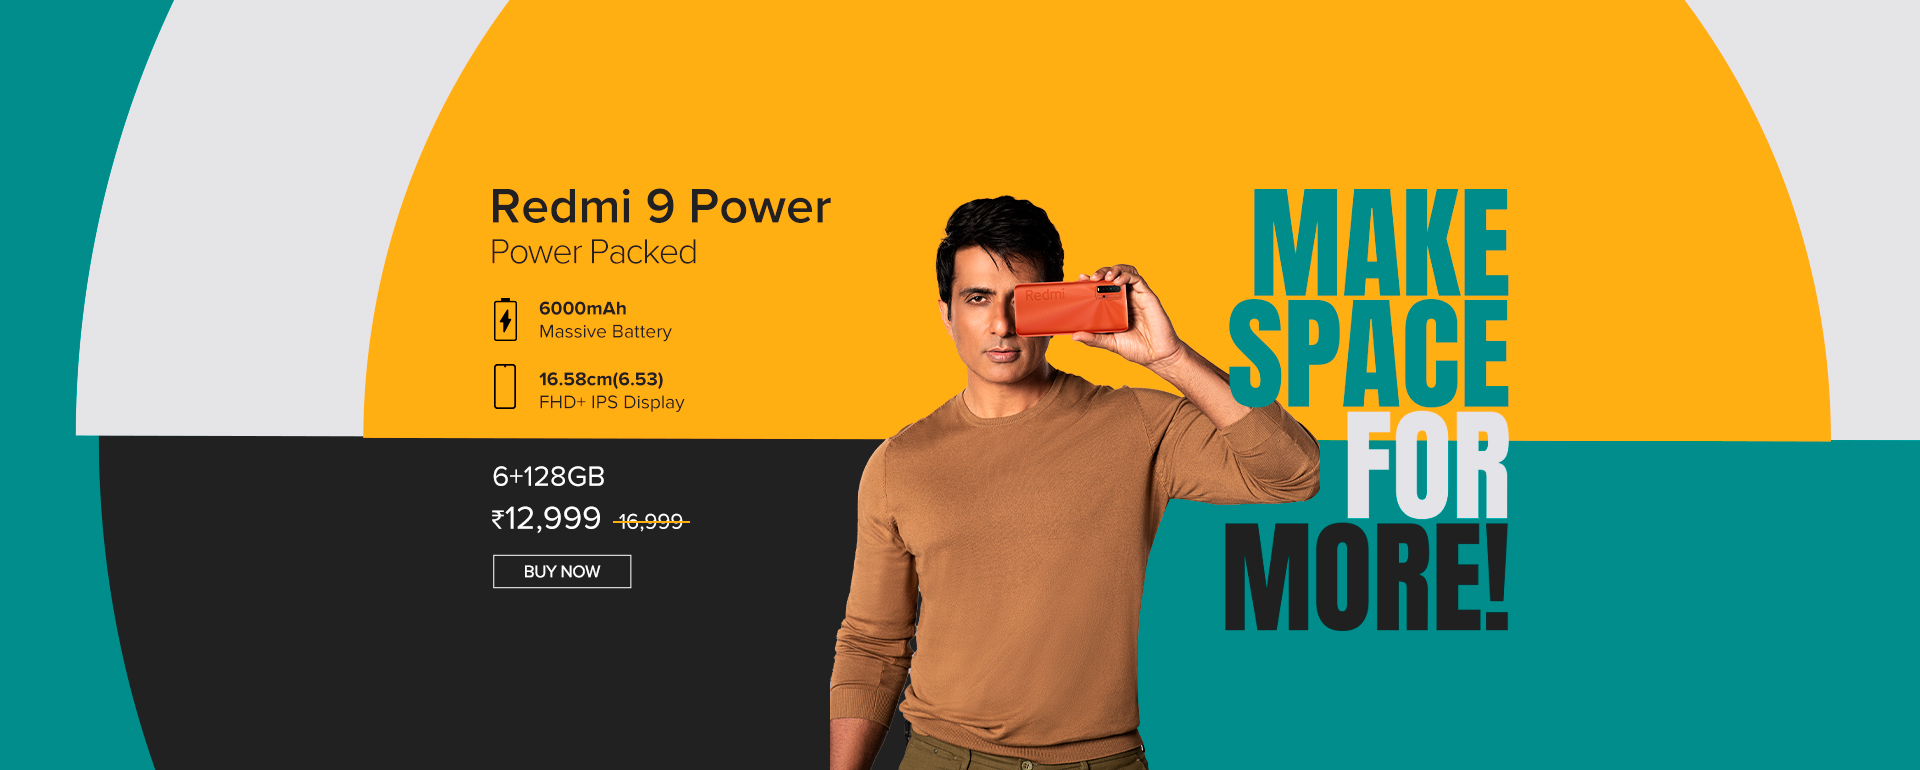 Redmi 9 Power
Power Packed
6000mAh
Massive Battery
16.58cm(6.53)
FHD+ IPS Display
6+128GB
₹12,999 16,999
BUY NOW
Redmi
MAKE
SPACE
FOR
MORE!